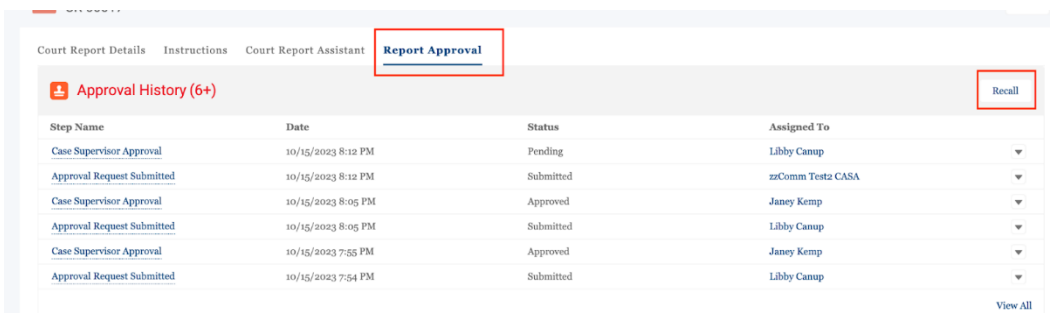 Court Report Details Instructions Court Report Assistant Report Approval
Approval History (6+) Recall
Step Name Date Status Assigned To
Case Supervisor Approval 10/15/2023 8:12 PM Pending Libby Canup
Approval Request Submitted 10/15/2023 8:12 PM Submitted zzComm Test2 CASA
Case Supervisor Approval 10/15/2023 8:05 PM Approved Janey Kemp
Approval Request Submitted 10/15/2023 8:05 PM Submitted Libby Canup
Case Supervisor Approval 10/15/2023 7:55 PM Approved Janey Kemp
Approval Request Submitted 10/15/2023 7:54 PM Submitted Libby Canup
View All